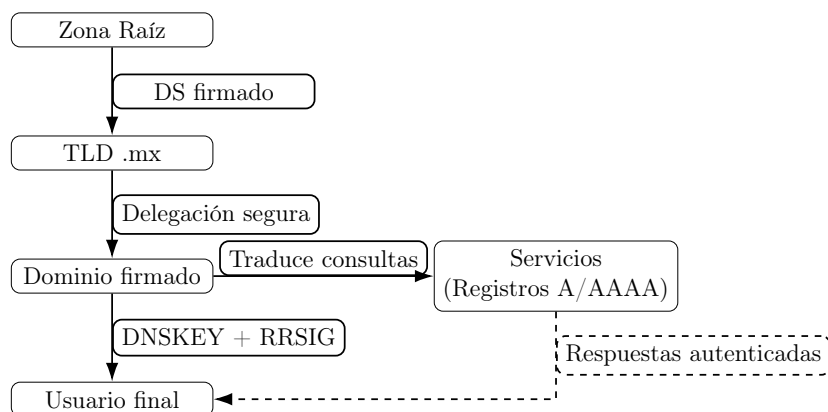 Zona Raíz
DS firmado
TLD .mx
Delegación segura
Traduce consultas
Dominio firmado
Servicios
(Registros A/AAAA)
DNSKEY + RRSIG
Respuestas autenticadas
Usuario final